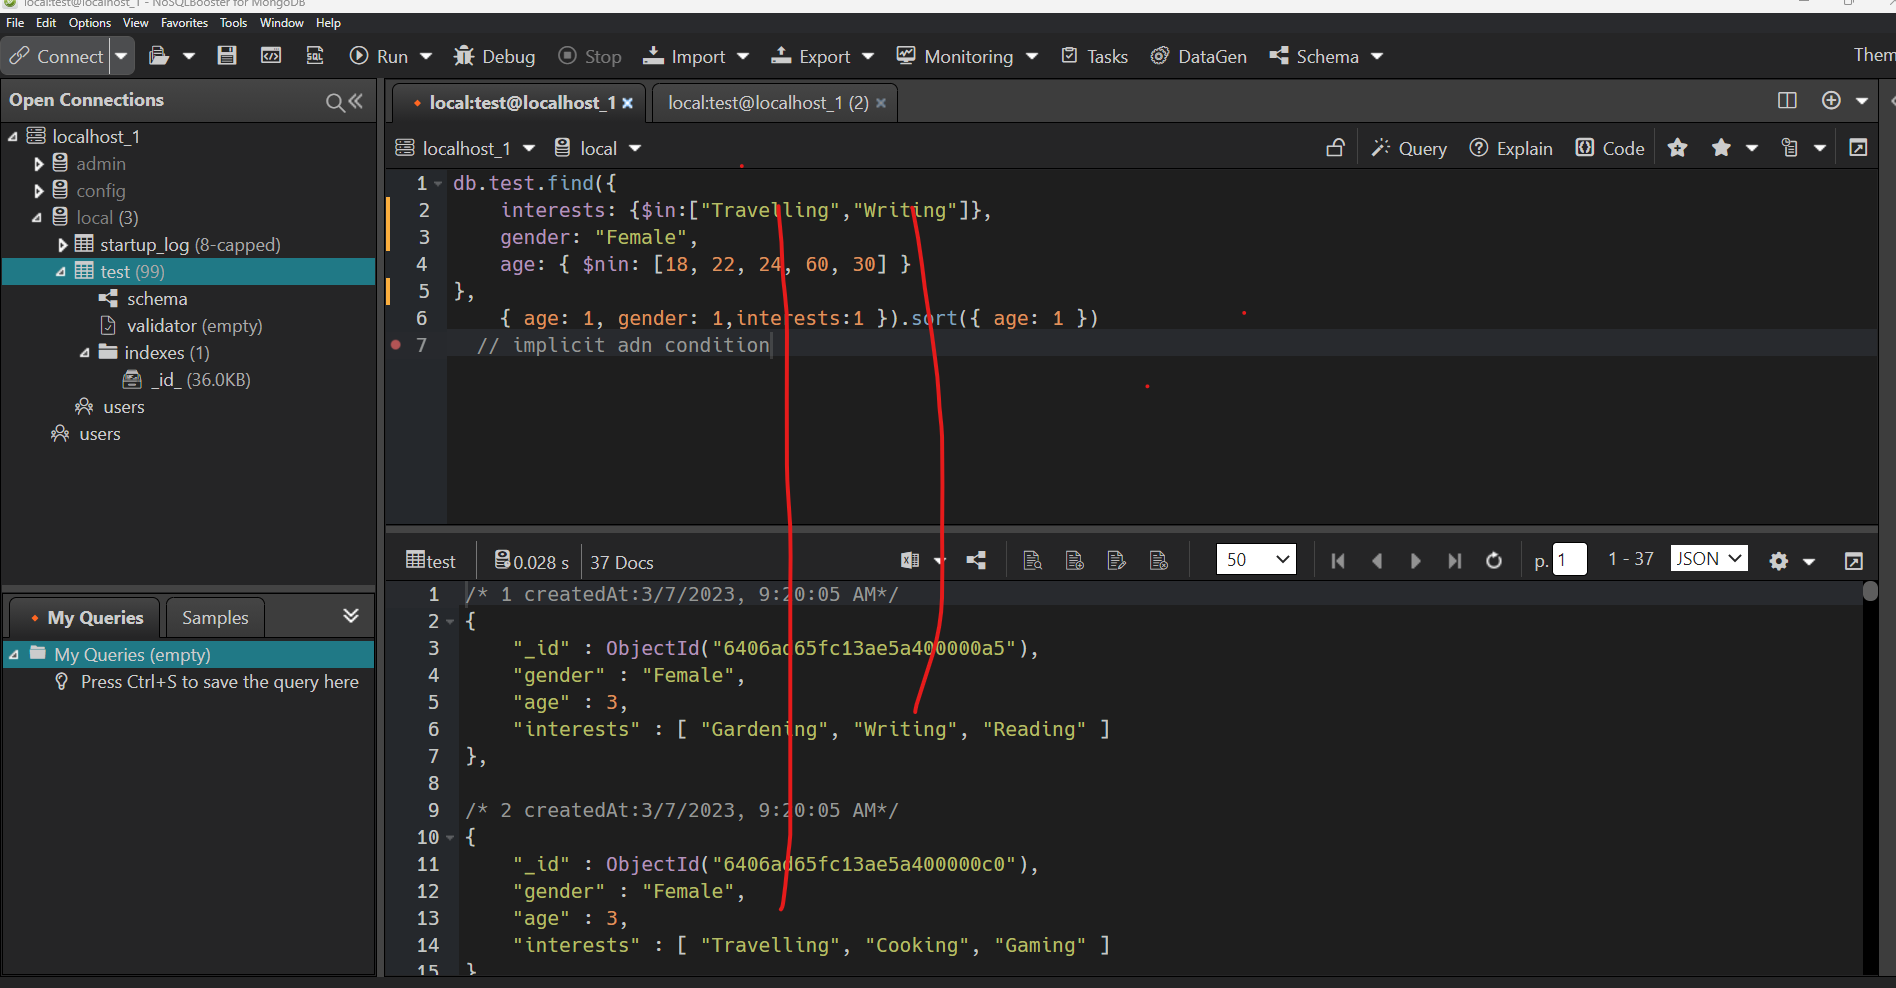 local:test@localhost_1 - NoSQLBooster for MongoDB
File Edit Options View Favorites Tools Window Help
Connect Run Debug Stop Import Export Monitoring Tasks DataGen Schema Them
Open Connections
localhost_1
admin
config
local (3)
startup_log (8-capped)
test (99)
schema
validator (empty)
indexes (1)
_id_ (36.0KB)
users
users
My Queries Samples
My Queries (empty)
Press Ctrl+S to save the query here
local:test@localhost_1 × local:test@localhost_1 (2) ×
localhost_1 local Query Explain Code
1 db.test.find({
2 interests: {$in:["Travelling","Writing"]},
3 gender: "Female",
4 age: { $nin: [18, 22, 24, 60, 30] }
5 },
6 { age: 1, gender: 1,interests:1 }).sort({ age: 1 })
7 // implicit adn condition
test 0.028 s 37 Docs 50 p. 1 1 - 37 JSON
1 /* 1 createdAt:3/7/2023, 9:20:05 AM*/
2 {
3 "_id" : ObjectId("6406ad65fc13ae5a400000a5"),
4 "gender" : "Female",
5 "age" : 3,
6 "interests" : [ "Gardening", "Writing", "Reading" ]
7 },
8
9 /* 2 createdAt:3/7/2023, 9:20:05 AM*/
10 {
11 "_id" : ObjectId("6406ad65fc13ae5a400000c0"),
12 "gender" : "Female",
13 "age" : 3,
14 "interests" : [ "Travelling", "Cooking", "Gaming" ]
15 }